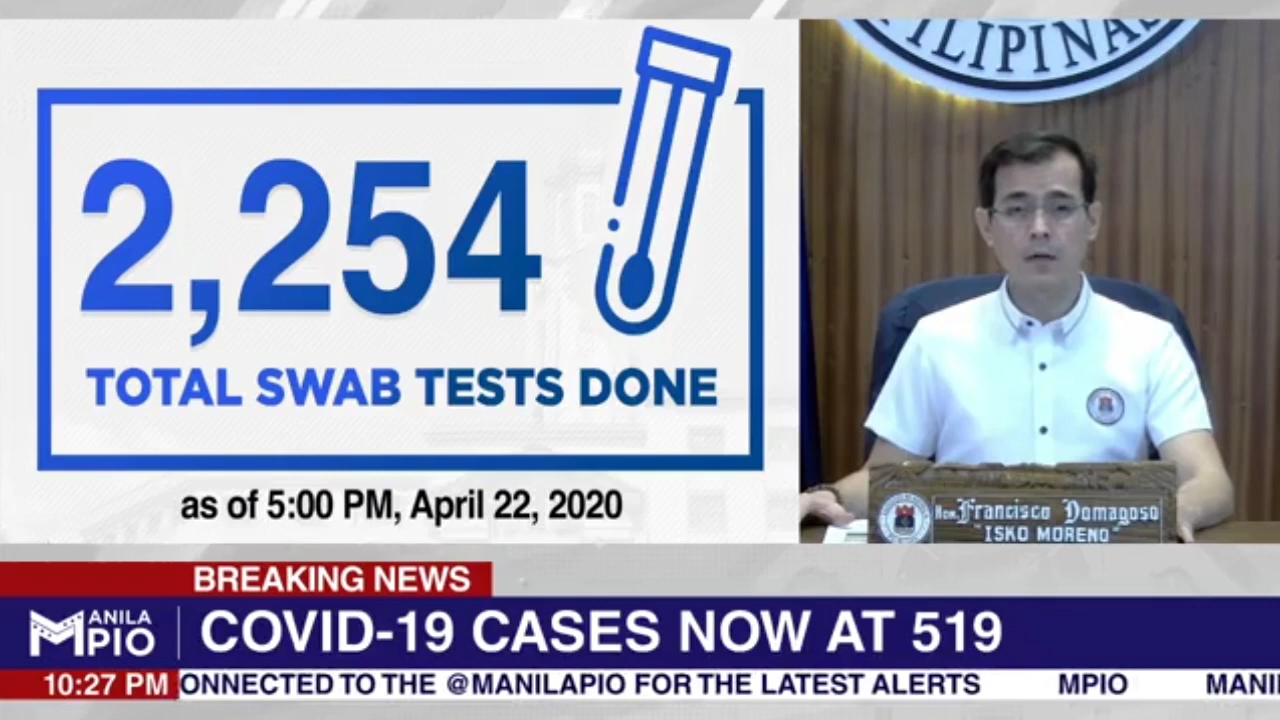 2,254
TOTAL SWAB TESTS DONE
as of 5:00 PM, April 22, 2020
ILIPINAS
Hon. Francisco Domagoso
"ISKO MORENO"
BREAKING NEWS
MANILA
PIO
COVID-19 CASES NOW AT 519
10:27 PM
ONNECTED TO THE @MANILAPIO FOR THE LATEST ALERTS MPIO MANI